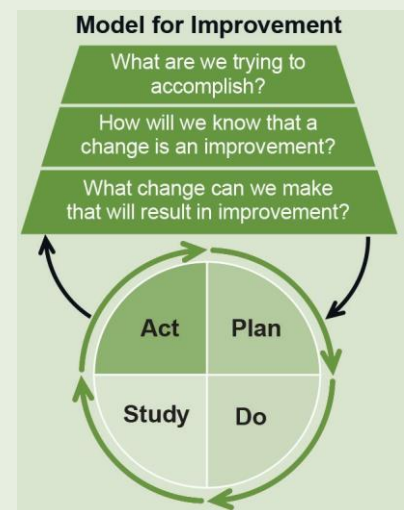 Model for Improvement
What are we trying to
accomplish?
How will we know that a
change is an improvement?
What change can we make
that will result in improvement?
Act
Plan
Study
Do